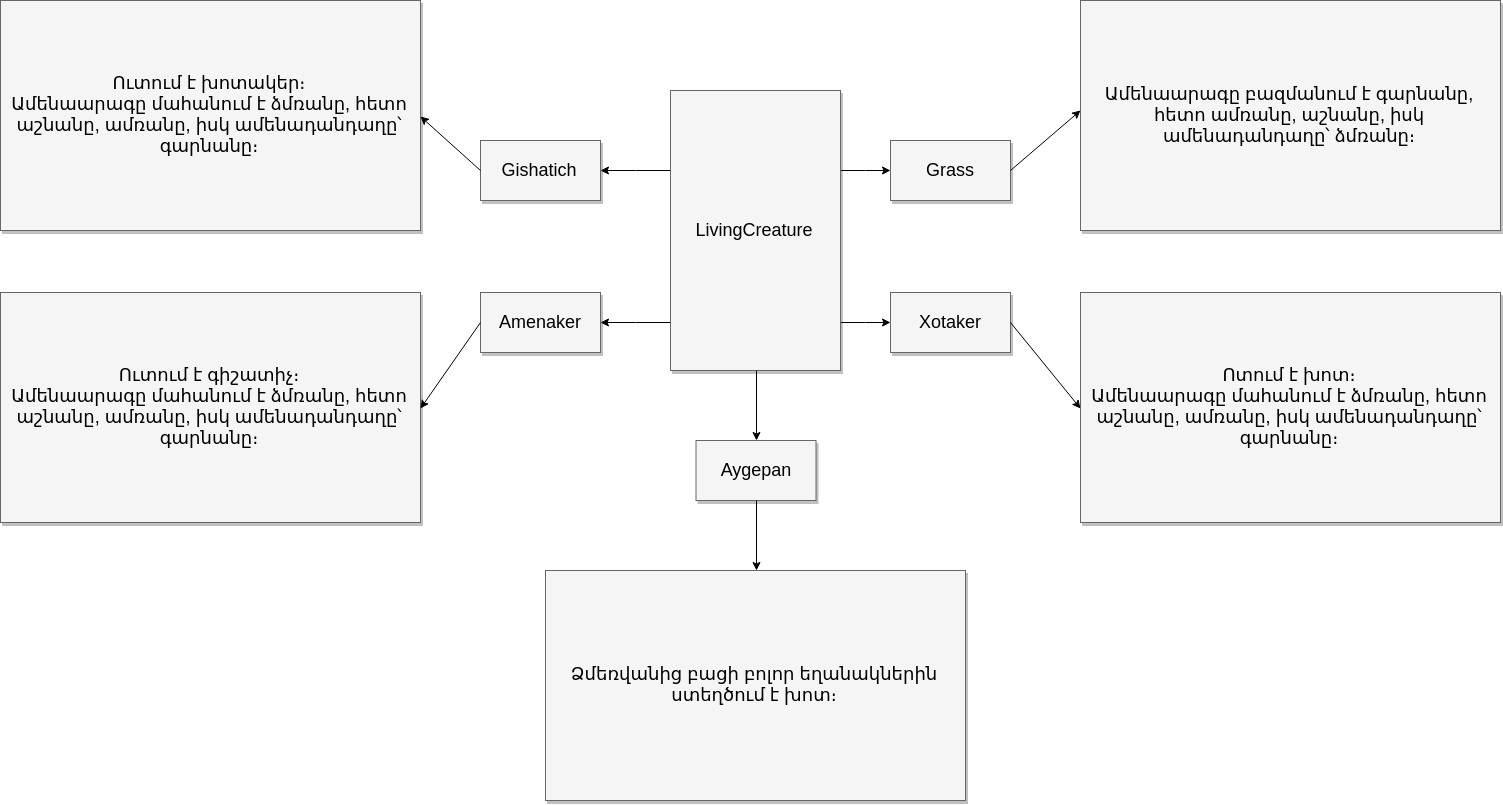 Ուտում է խոտակեր։
Ամենաարագը մահանում է ձմռանը, հետո
աշնանը, ամռանը, իսկ ամենադանդաղը՝
գարնանը։
Gishatich
LivingCreature
Grass
Ամենաարագը բազմանում է գարնանը,
հետո ամռանը, աշնանը, իսկ
ամենադանդաղը՝ ձմռանը։
Ուտում է գիշատիչ։
Ամենաարագը մահանում է ձմռանը, հետո
աշնանը, ամռանը, իսկ ամենադանդաղը՝
գարնանը։
Amenaker
Xotaker
Ոտում է խոտ։
Ամենաարագը մահանում է ձմռանը, հետո
աշնանը, ամռանը, իսկ ամենադանդաղը՝
գարնանը։
Aygepan
Ձմեռվանից բացի բոլոր եղանակներին
ստեղծում է խոտ։